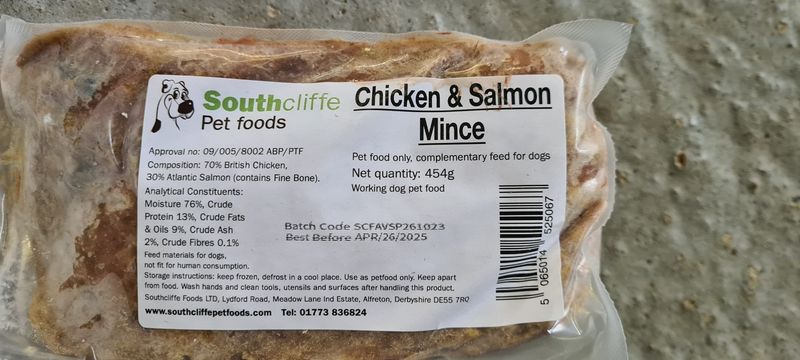 Southcliffe
Pet foods
Chicken & Salmon
Mince
Approval no: 09/005/8002 ABP/PTF
Composition: 70% British Chicken,
30% Atlantic Salmon (contains Fine Bone).
Analytical Constituents:
Moisture 76%, Crude
Protein 13%, Crude Fats
& Oils 9%, Crude Ash
2%, Crude Fibres 0.1%
Feed materials for dogs,
not fit for human consumption.
Pet food only, complementary feed for dogs
Net quantity: 454g
Working dog pet food
Batch Code SCFAVSP261023
Best Before APR/26/2025
Storage instructions: keep frozen, defrost in a cool place. Use as petfood only. Keep apart
from food. Wash hands and clean tools, utensils and surfaces after handling this product.
Southcliffe Foods LTD, Lydford Road, Meadow Lane Ind Estate, Alfreton, Derbyshire DE55 7RQ
www.southcliffepetfoods.com Tel: 01773 836824
5 065014 525067